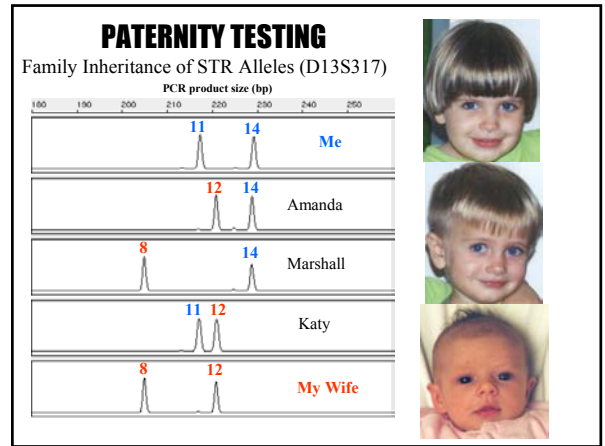 PATERNITY TESTING
Family Inheritance of STR Alleles (D13S317)
PCR product size (bp)
180 190 200 210 220 230 240 250
11 14
Me
12 14
Amanda
8 14
Marshall
11 12
Katy
8 12
My Wife